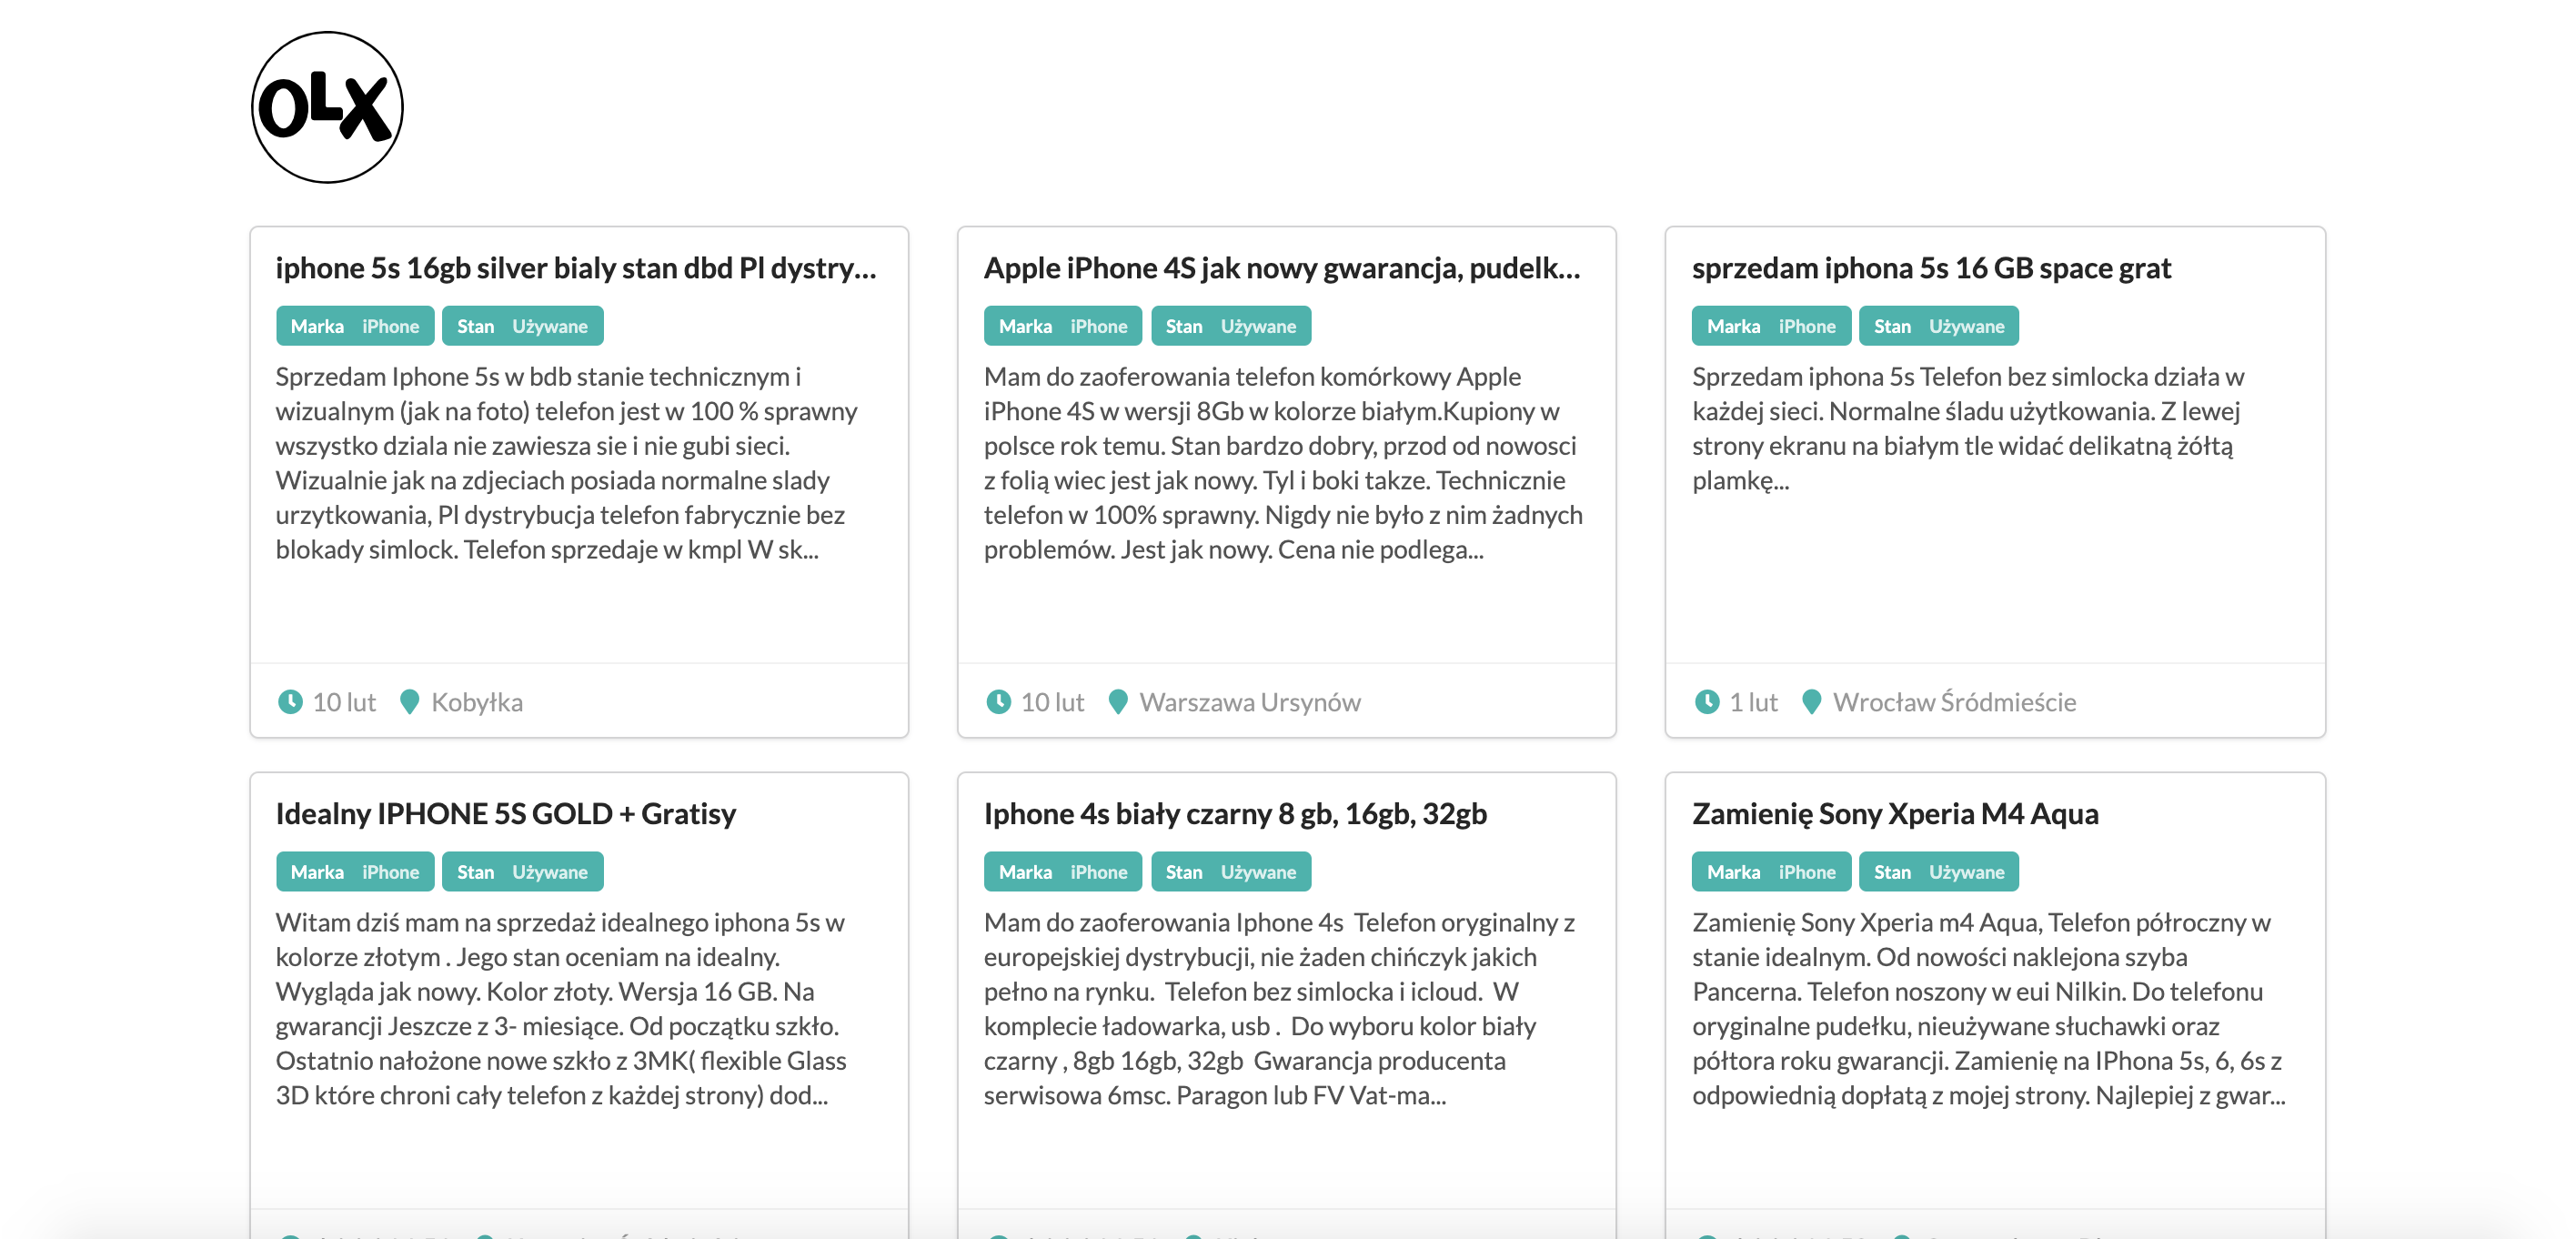 OLX
iphone 5s 16gb silver bialy stan dbd Pl dystry...
Marka iPhone Stan Używane
Sprzedam Iphone 5s w bdb stanie technicznym i
wizualnym (jak na foto) telefon jest w 100 % sprawny
wszystko dziala nie zawiesza sie i nie gubi sieci.
Wizualnie jak na zdjeciach posiada normalne slady
urzytkowania, Pl dystrybucja telefon fabrycznie bez
blokady simlock. Telefon sprzedaje w kmpl W sk...
10 lut Kobyłka
Apple iPhone 4S jak nowy gwarancja, pudelk...
Marka iPhone Stan Używane
Mam do zaoferowania telefon komórkowy Apple
iPhone 4S w wersji 8Gb w kolorze białym.Kupiony w
polsce rok temu. Stan bardzo dobry, przod od nowosci
z folią wiec jest jak nowy. Tyl i boki takze. Technicznie
telefon w 100% sprawny. Nigdy nie było z nim żadnych
problemów. Jest jak nowy. Cena nie podlega...
10 lut Warszawa Ursynów
sprzedam iphona 5s 16 GB space grat
Marka iPhone Stan Używane
Sprzedam iphona 5s Telefon bez simlocka działa w
każdej sieci. Normalne śladu użytkowania. Z lewej
strony ekranu na białym tle widać delikatną żółtą
plamkę...
1 lut Wrocław Śródmieście
Idealny IPHONE 5S GOLD + Gratisy
Marka iPhone Stan Używane
Witam dziś mam na sprzedaż idealnego iphona 5s w
kolorze złotym . Jego stan oceniam na idealny.
Wygląda jak nowy. Kolor złoty. Wersja 16 GB. Na
gwarancji Jeszcze z 3- miesiące. Od początku szkło.
Ostatnio nałożone nowe szkło z 3MK( flexible Glass
3D które chroni cały telefon z każdej strony) dod...
Iphone 4s biały czarny 8 gb, 16gb, 32gb
Marka iPhone Stan Używane
Mam do zaoferowania Iphone 4s  Telefon oryginalny z
europejskiej dystrybucji, nie żaden chińczyk jakich
pełno na rynku.  Telefon bez simlocka i icloud.  W
komplecie ładowarka, usb .  Do wyboru kolor biały
czarny , 8gb 16gb, 32gb  Gwarancja producenta
serwisowa 6msc. Paragon lub FV Vat-ma...
Zamienię Sony Xperia M4 Aqua
Marka iPhone Stan Używane
Zamienię Sony Xperia m4 Aqua, Telefon półroczny w
stanie idealnym. Od nowości naklejona szyba
Pancerna. Telefon noszony w eui Nilkin. Do telefonu
oryginalne pudełku, nieużywane słuchawki oraz
półtora roku gwarancji. Zamienię na IPhona 5s, 6, 6s z
odpowiednią dopłatą z mojej strony. Najlepiej z gwar...